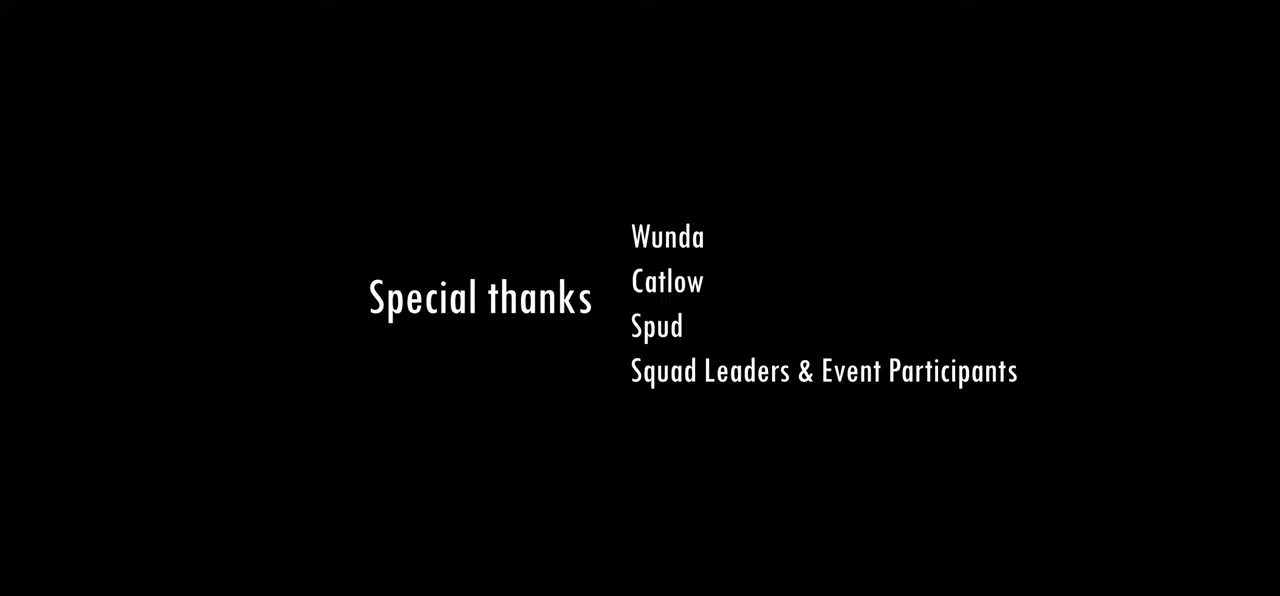 Special thanks
Wunda
Catlow
Spud
Squad Leaders & Event Participants